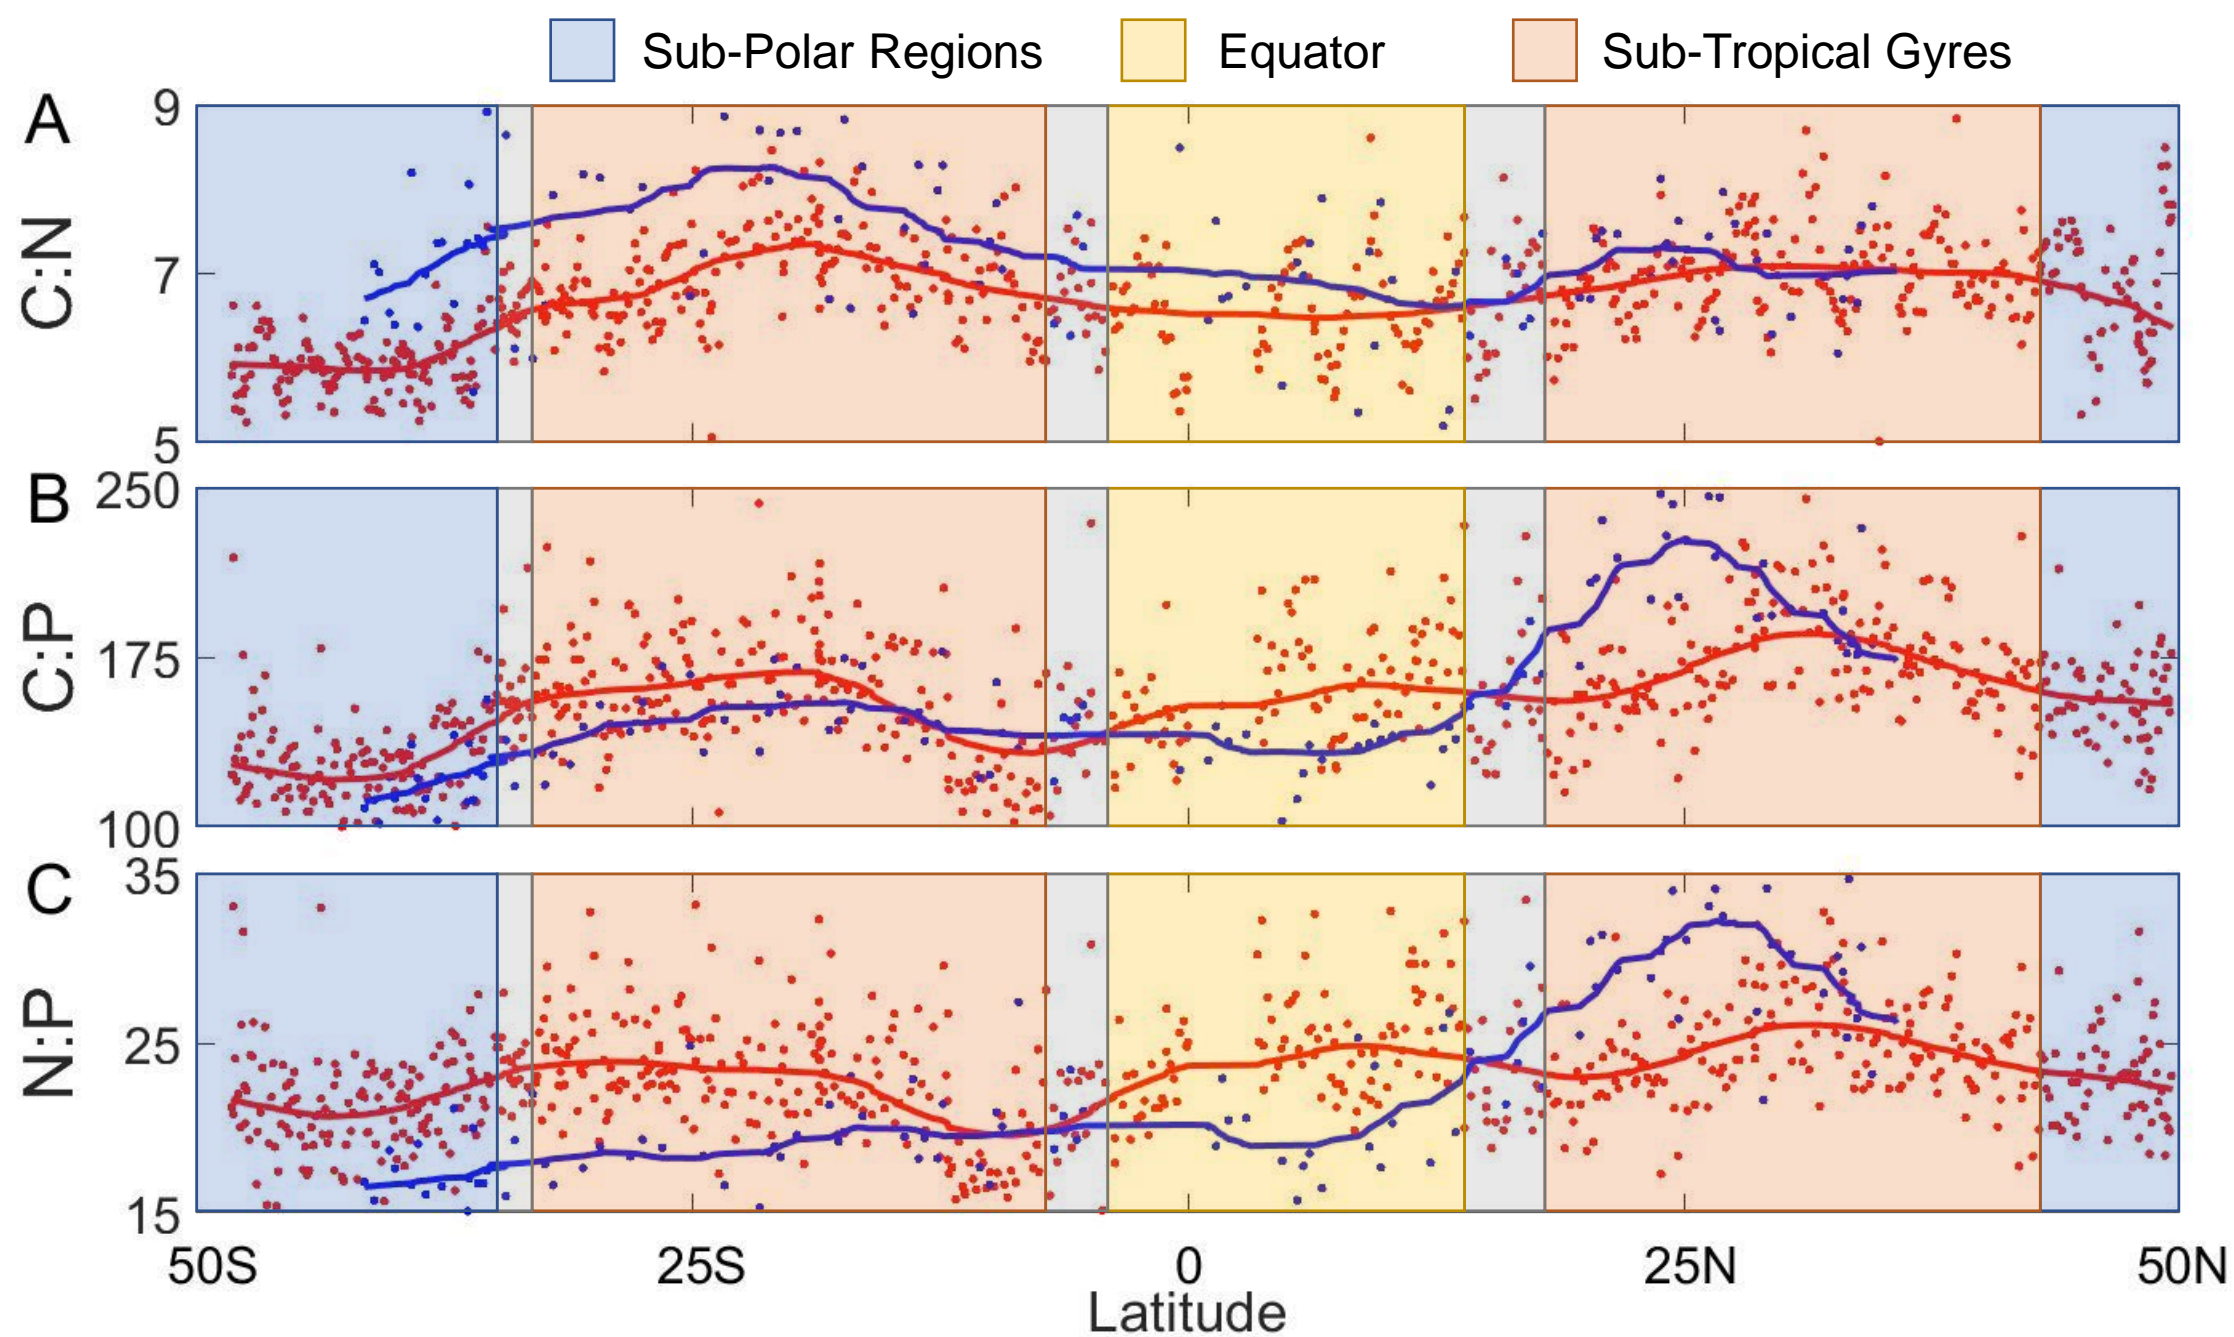 Sub-Polar Regions Equator Sub-Tropical Gyres
A
9
7
5
C:N
B
250
175
100
C:P
C
35
25
15
N:P
50S 25S 0 25N 50N
Latitude